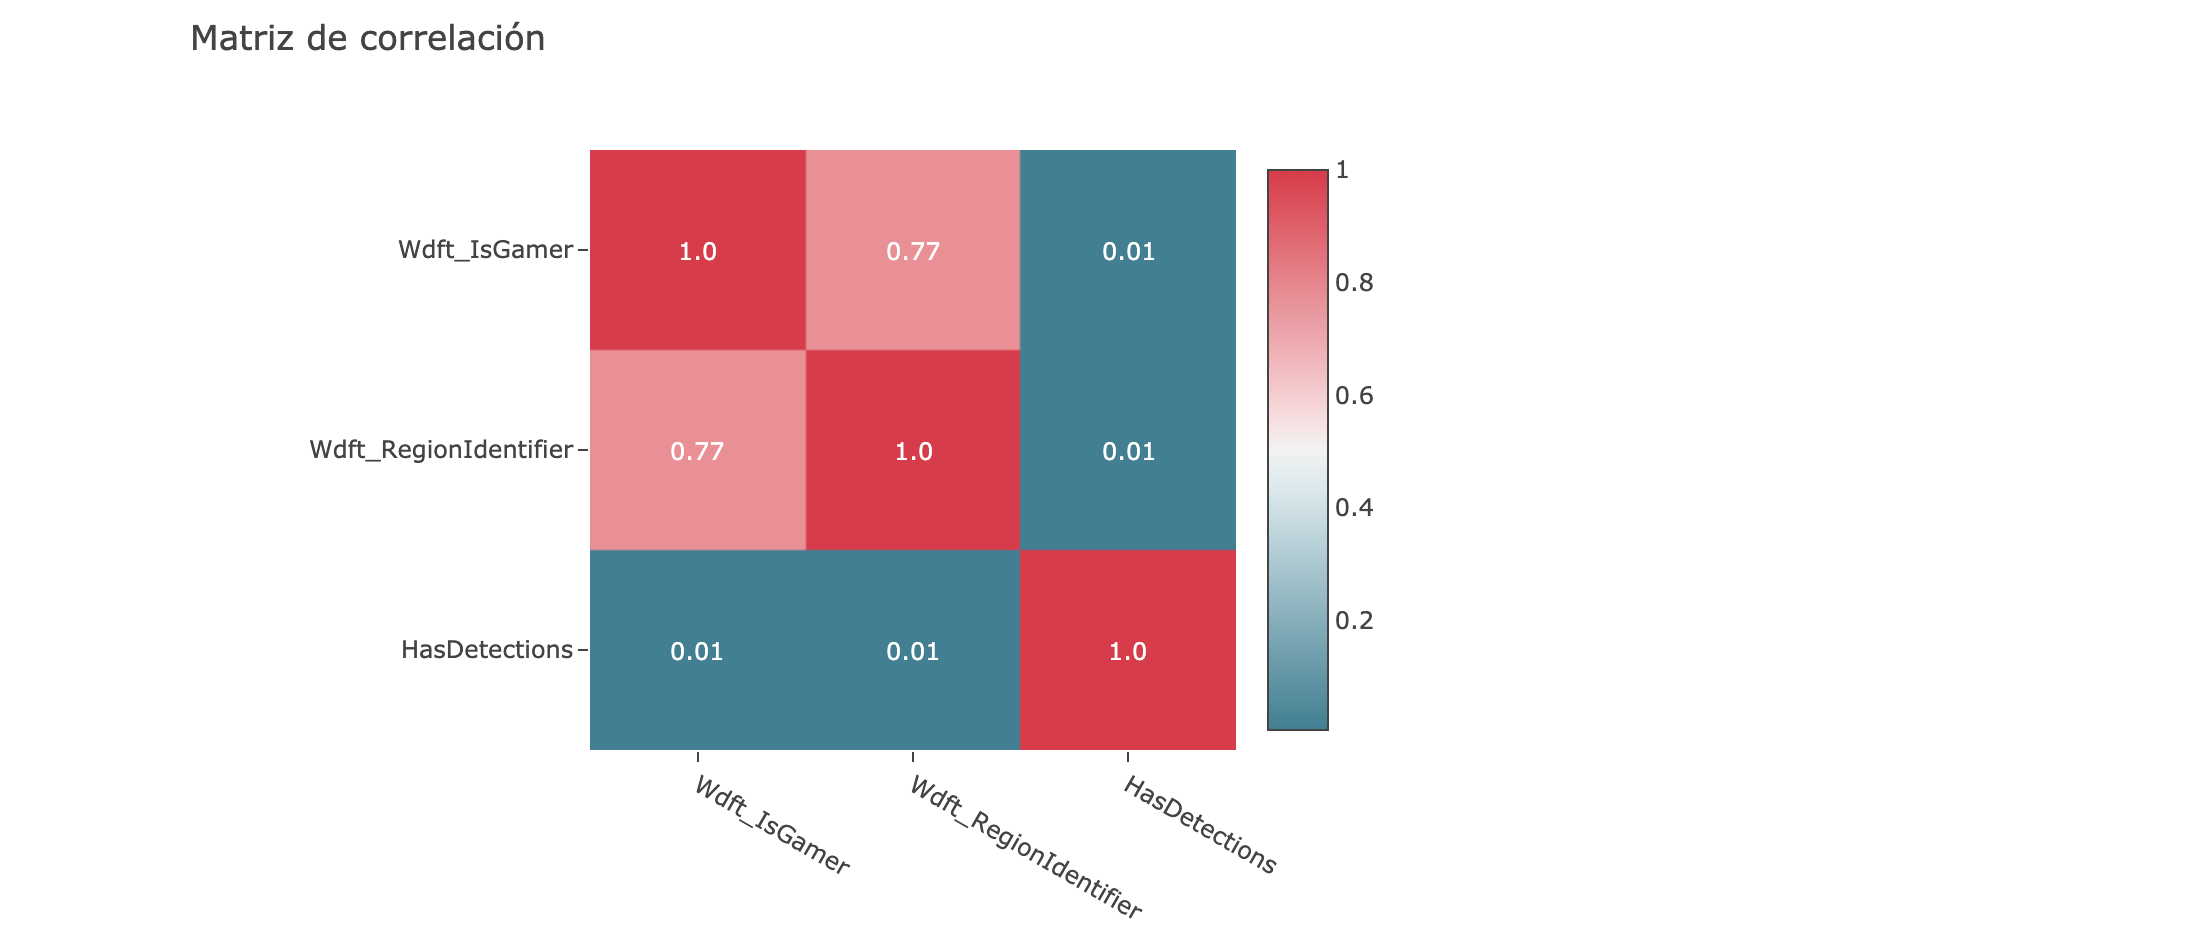 Matriz de correlación
Wdft_IsGamer
1.0
0.77
0.01
Wdft_RegionIdentifier
0.77
1.0
0.01
HasDetections
0.01
0.01
1.0
Wdft_IsGamer
Wdft_RegionIdentifier
HasDetections
1
0.8
0.6
0.4
0.2